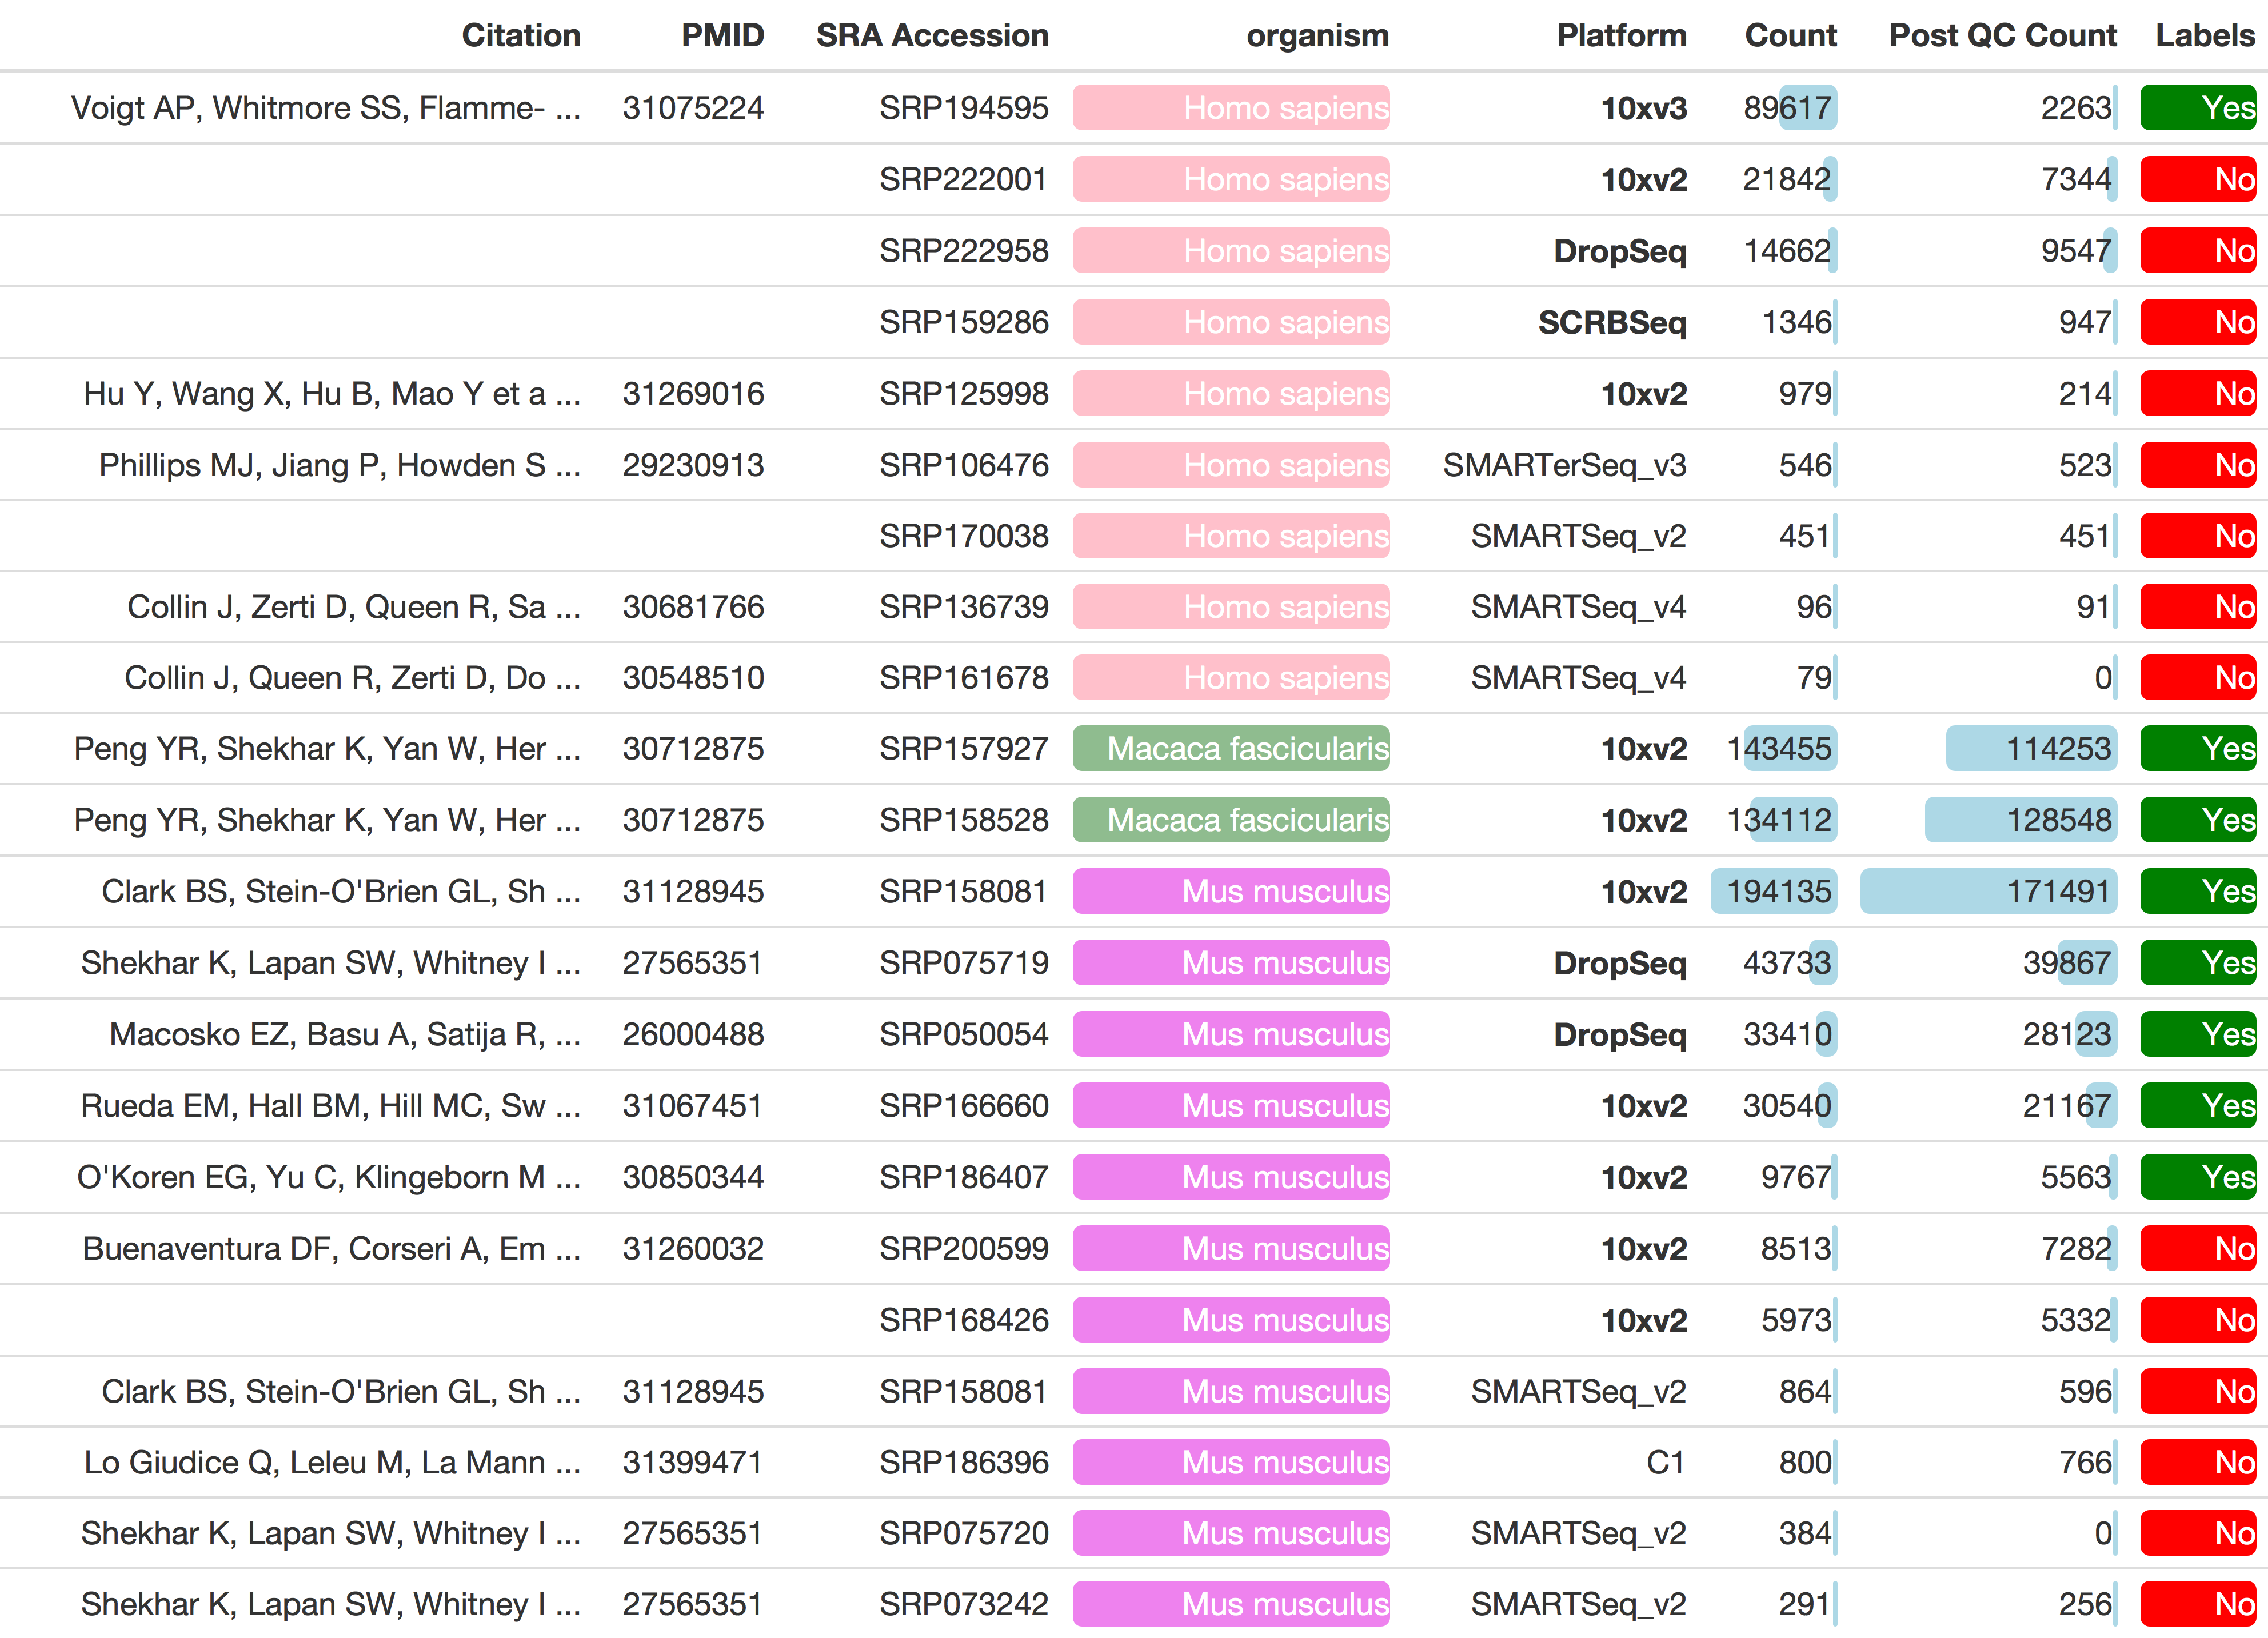 Citation PMID SRA Accession organism Platform Count Post QC Count Labels
Voigt AP, Whitmore SS, Flamme- ... 31075224 SRP194595 Homo sapiens 10xv3 89617 2263 Yes
SRP222001 Homo sapiens 10xv2 21842 7344 No
SRP222958 Homo sapiens DropSeq 14662 9547 No
SRP159286 Homo sapiens SCRBSeq 1346 947 No
Hu Y, Wang X, Hu B, Mao Y et a ... 31269016 SRP125998 Homo sapiens 10xv2 979 214 No
Phillips MJ, Jiang P, Howden S ... 29230913 SRP106476 Homo sapiens SMARTerSeq_v3 546 523 No
SRP170038 Homo sapiens SMARTSeq_v2 451 451 No
Collin J, Zerti D, Queen R, Sa ... 30681766 SRP136739 Homo sapiens SMARTSeq_v4 96 91 No
Collin J, Queen R, Zerti D, Do ... 30548510 SRP161678 Homo sapiens SMARTSeq_v4 79 0 No
Peng YR, Shekhar K, Yan W, Her ... 30712875 SRP157927 Macaca fascicularis 10xv2 143455 114253 Yes
Peng YR, Shekhar K, Yan W, Her ... 30712875 SRP158528 Macaca fascicularis 10xv2 134112 128548 Yes
Clark BS, Stein-O'Brien GL, Sh ... 31128945 SRP158081 Mus musculus 10xv2 194135 171491 Yes
Shekhar K, Lapan SW, Whitney I ... 27565351 SRP075719 Mus musculus DropSeq 43733 39867 Yes
Macosko EZ, Basu A, Satija R, ... 26000488 SRP050054 Mus musculus DropSeq 33410 28123 Yes
Rueda EM, Hall BM, Hill MC, Sw ... 31067451 SRP166660 Mus musculus 10xv2 30540 21167 Yes
O'Koren EG, Yu C, Klingeborn M ... 30850344 SRP186407 Mus musculus 10xv2 9767 5563 Yes
Buenaventura DF, Corseri A, Em ... 31260032 SRP200599 Mus musculus 10xv2 8513 7282 No
SRP168426 Mus musculus 10xv2 5973 5332 No
Clark BS, Stein-O'Brien GL, Sh ... 31128945 SRP158081 Mus musculus SMARTSeq_v2 864 596 No
Lo Giudice Q, Leleu M, La Mann ... 31399471 SRP186396 Mus musculus C1 800 766 No
Shekhar K, Lapan SW, Whitney I ... 27565351 SRP075720 Mus musculus SMARTSeq_v2 384 0 No
Shekhar K, Lapan SW, Whitney I ... 27565351 SRP073242 Mus musculus SMARTSeq_v2 291 256 No